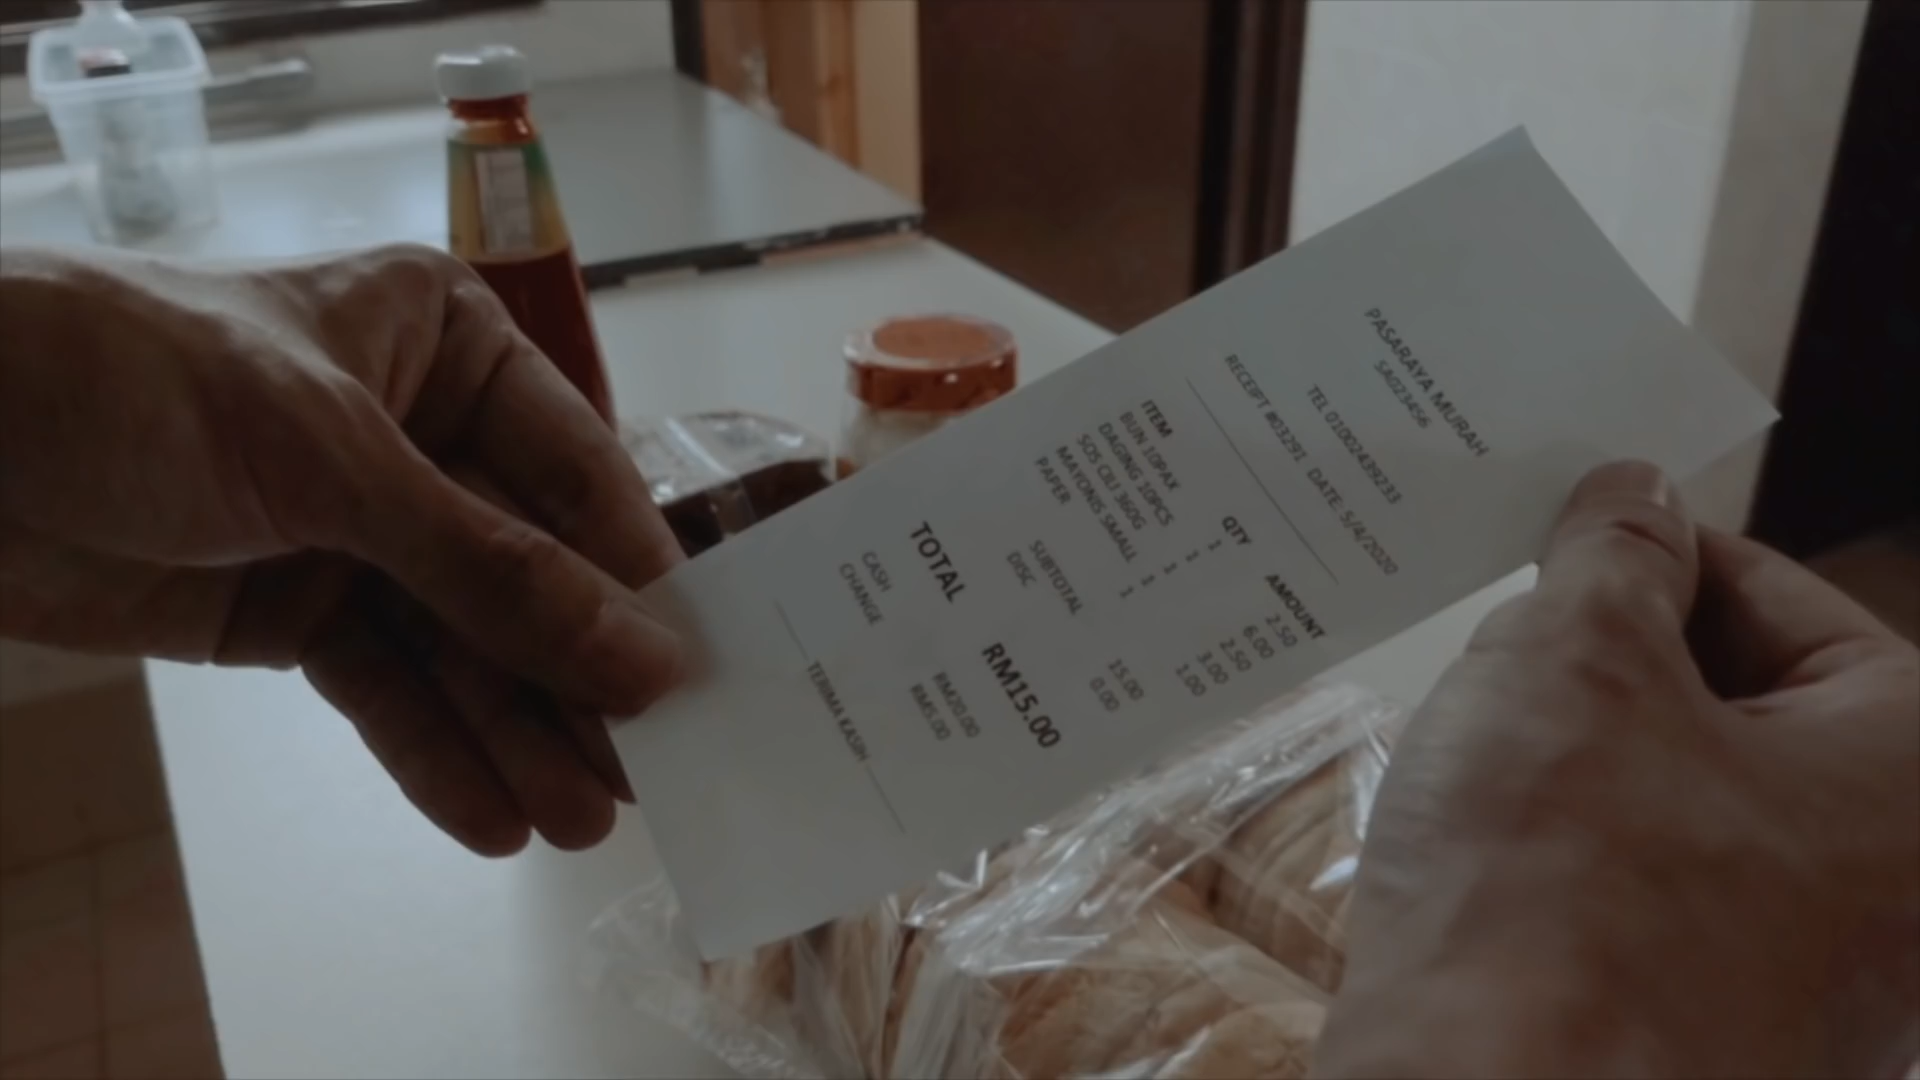 PASARAYA MURAH
SA023456
TEL 01002439233
RECEIPT #03291 DATE: 5/4/2020
ITEM QTY AMOUNT
BUN 10PAX 1 2.50
DAGING 10PCS 1 6.00
SOS CILI 360G 1 2.50
MAYONIS SMALL 1 3.00
PAPER 1 1.00
SUBTOTAL 15.00
DISC 0.00
TOTAL RM15.00
CASH RM20.00
CHANGE RM5.00
TERIMA KASIH